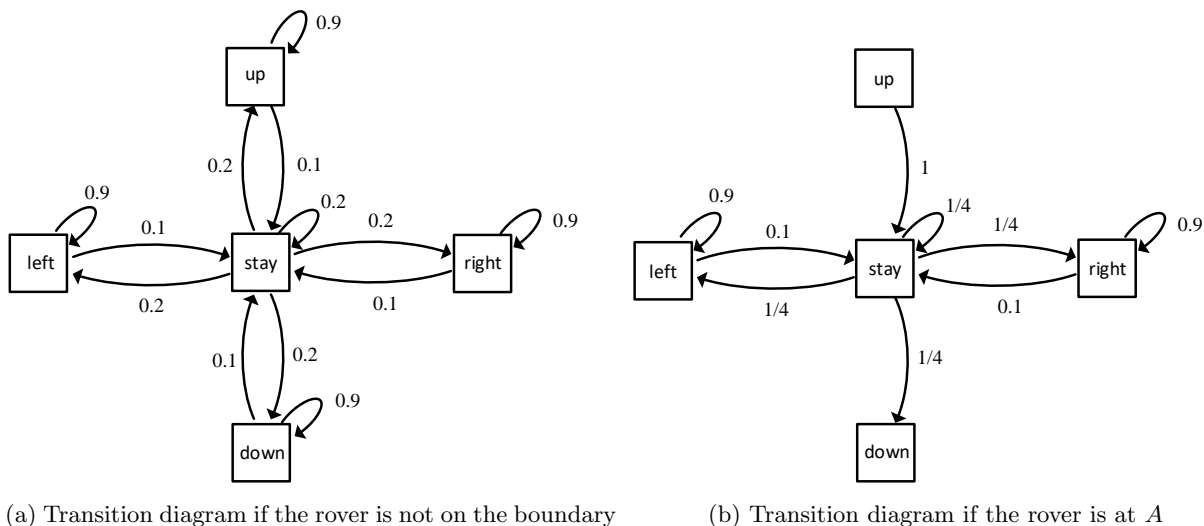 0.9
up
0.2
0.1
0.9
0.1
0.2
0.2
0.9
left
stay
right
0.2
0.1
0.1
0.2
0.9
down
(a) Transition diagram if the rover is not on the boundary
up
1
0.9
0.1
1/4
1/4
0.9
left
stay
right
1/4
0.1
1/4
down
(b) Transition diagram if the rover is at A